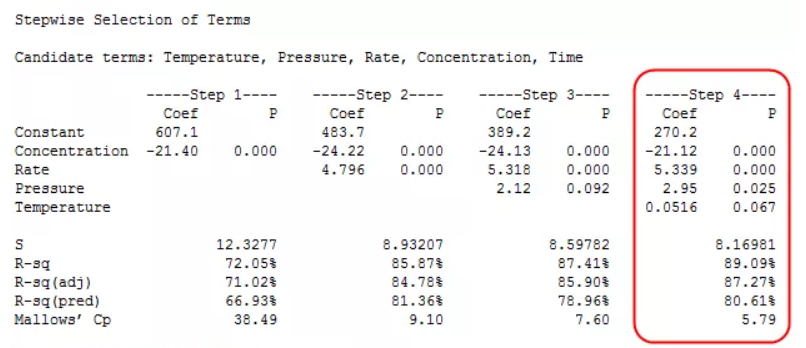 Stepwise Selection of Terms
Candidate terms: Temperature, Pressure, Rate, Concentration, Time
-----Step 1---- -----Step 2---- -----Step 3---- -----Step 4----
Coef P Coef P Coef P Coef P
Constant 607.1 483.7 389.2 270.2
Concentration -21.40 0.000 -24.22 0.000 -24.13 0.000 -21.12 0.000
Rate 4.796 0.000 5.318 0.000 5.339 0.000
Pressure 2.12 0.092 2.95 0.025
Temperature 0.0516 0.067
S 12.3277 8.93207 8.59782 8.16981
R-sq 72.05% 85.87% 87.41% 89.09%
R-sq(adj) 71.02% 84.78% 85.90% 87.27%
R-sq(pred) 66.93% 81.36% 78.96% 80.61%
Mallows' Cp 38.49 9.10 7.60 5.79